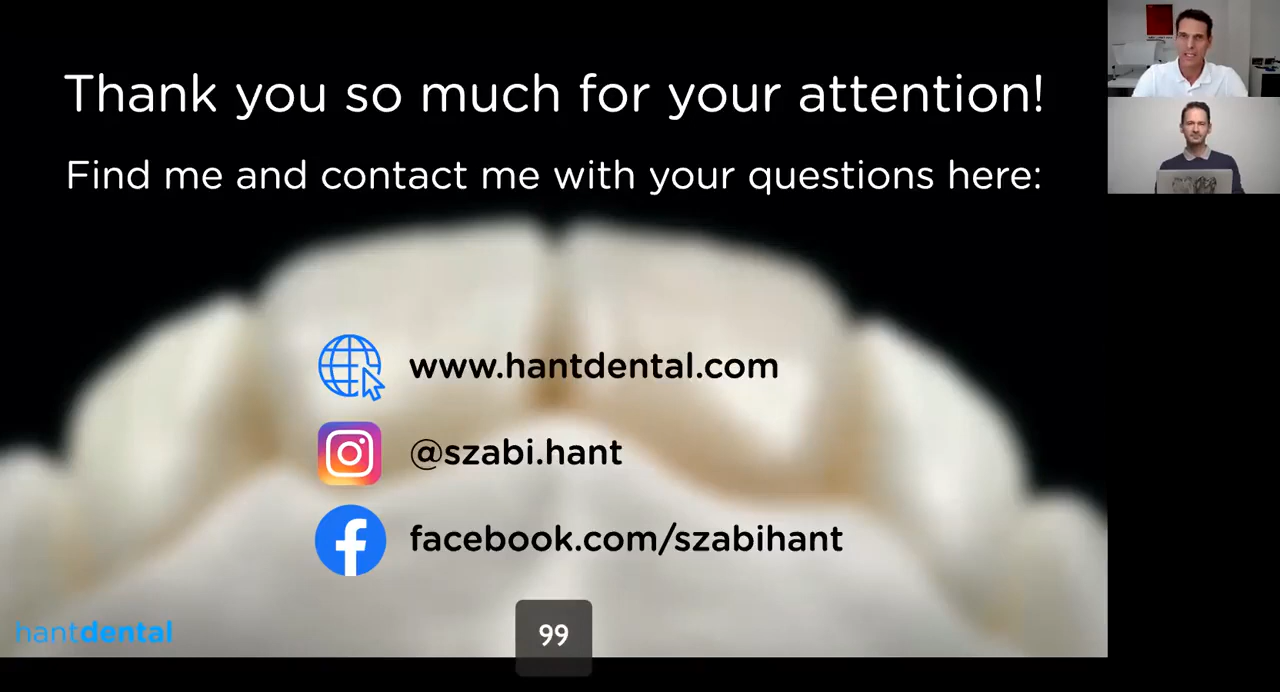 Thank you so much for your attention!
Find me and contact me with your questions here:
www.hantdental.com
@szabi.hant
facebook.com/szabihant
hantdental
99